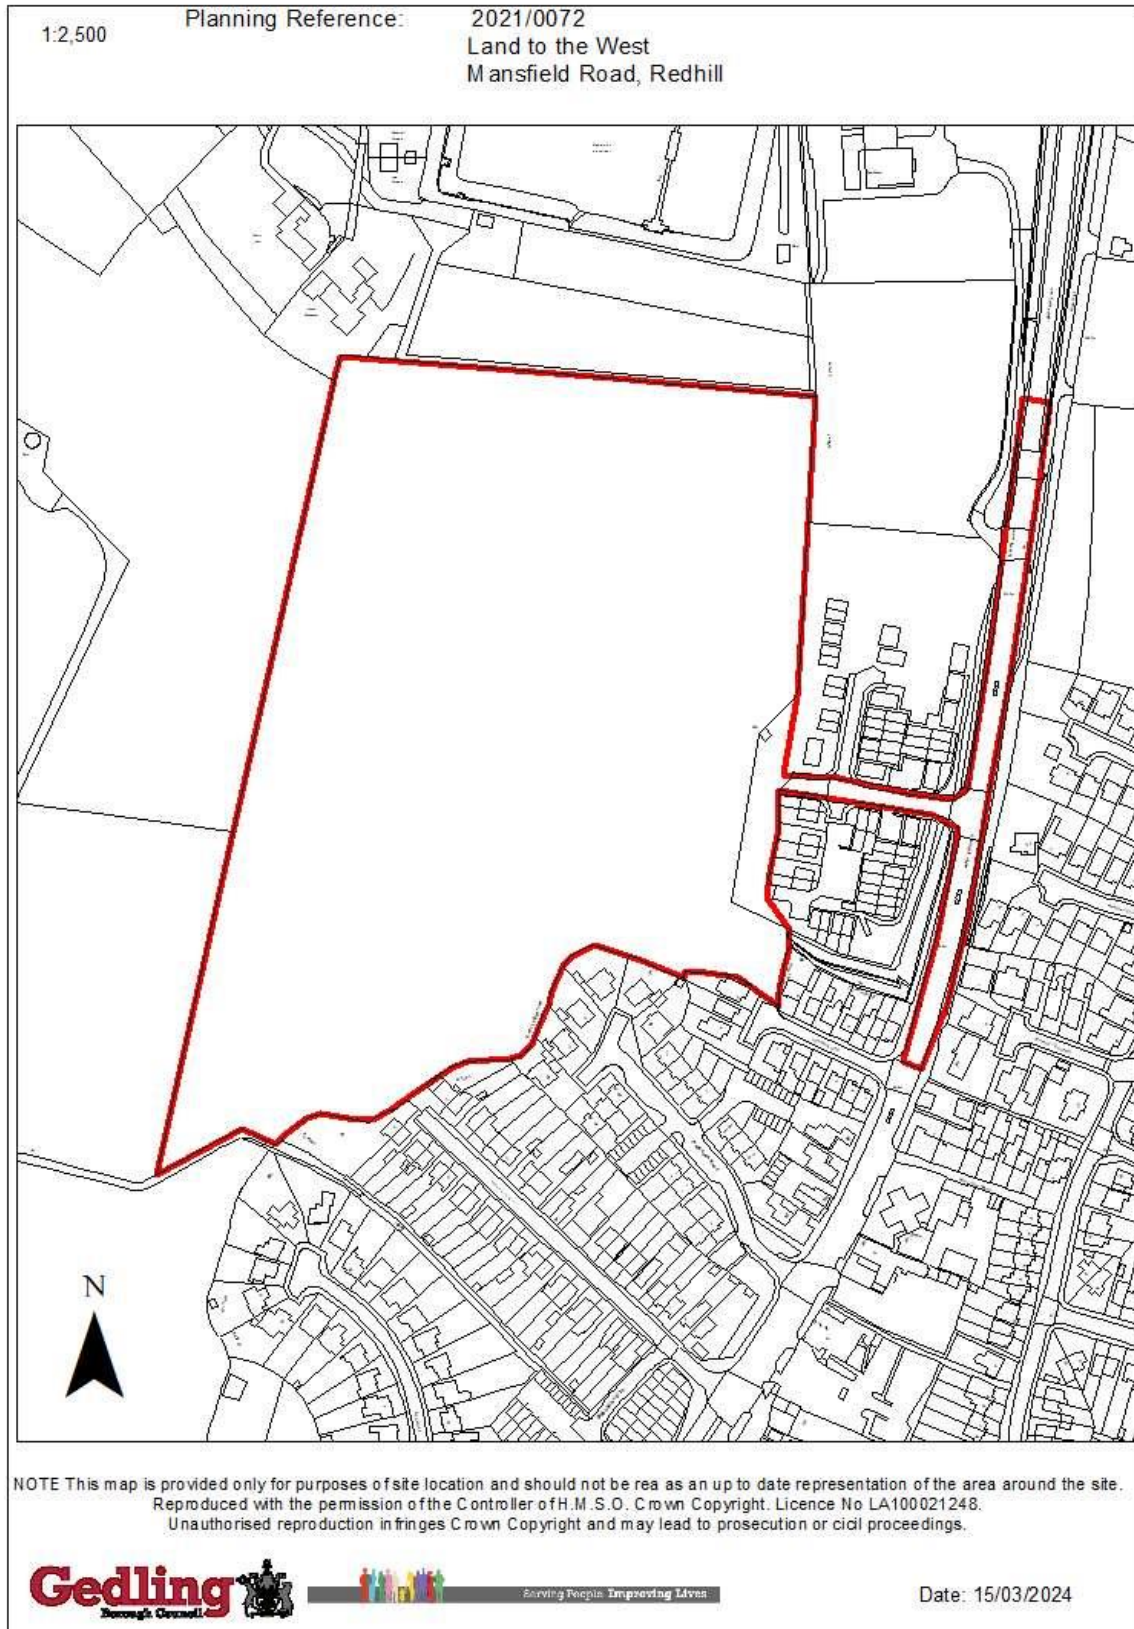 Planning Reference: 2021/0072
1:2,500
Land to the West
Mansfield Road, Redhill
N
NOTE This map is provided only for purposes of site location and should not be rea as an up to date representation of the area around the site.
Reproduced with the permission of the Controller of H.M.S.O. Crown Copyright. Licence No LA100021248.
Unauthorised reproduction infringes Crown Copyright and may lead to prosecution or cicil proceedings.
Gedling
Borough Council
Serving People Improving Lives
Date: 15/03/2024